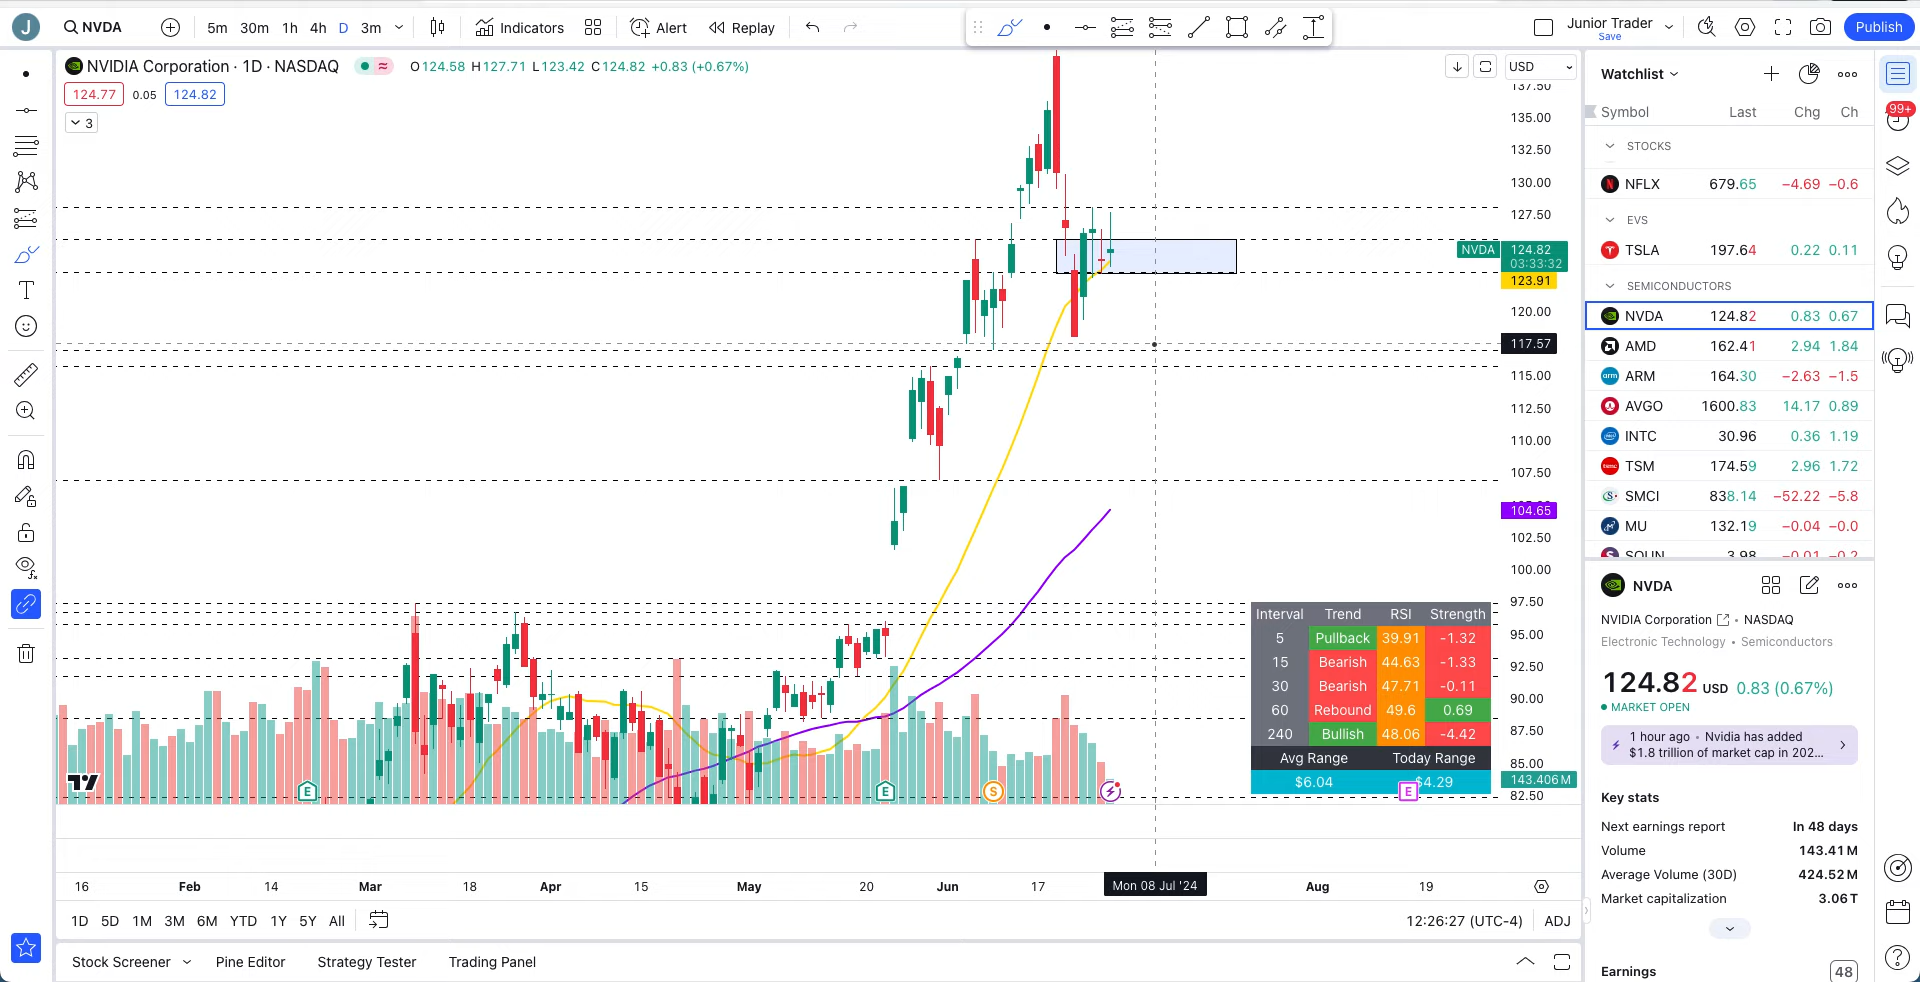 J
NVDA
5m 30m 1h 4h D 3m
Indicators
Alert
Replay
Junior Trader
Save
Publish
NVIDIA Corporation · 1D · NASDAQ
O124.58 H127.71 L123.42 C124.82 +0.83 (+0.67%)
124.77 0.05 124.82
3
USD
137.50
135.00
132.50
130.00
127.50
NVDA 124.82
03:33:32
123.91
120.00
117.57
115.00
112.50
110.00
107.50
104.65
102.50
100.00
97.50
95.00
92.50
90.00
87.50
85.00
143.406M
82.50
Interval Trend RSI Strength
5 Pullback 39.91 -1.32
15 Bearish 44.63 -1.33
30 Bearish 47.71 -0.11
60 Rebound 49.6 0.69
240 Bullish 48.06 -4.42
Avg Range Today Range
$6.04 $4.29
E E S E
16 Feb 14 Mar 18 Apr 15 May 20 Jun 17 Mon 08 Jul '24 Aug 19
1D 5D 1M 3M 6M YTD 1Y 5Y All
12:26:27 (UTC-4) ADJ
Stock Screener Pine Editor Strategy Tester Trading Panel
Watchlist
Symbol Last Chg Ch
STOCKS
NFLX 679.65 −4.69 −0.6
EVS
TSLA 197.64 0.22 0.11
SEMICONDUCTORS
NVDA 124.82 0.83 0.67
AMD 162.41 2.94 1.84
ARM 164.30 −2.63 −1.5
AVGO 1600.83 14.17 0.89
INTC 30.96 0.36 1.19
TSM 174.59 2.96 1.72
SMCI 838.14 −52.22 −5.8
MU 132.19 −0.04 −0.0
SOUN 3.98 −0.01 −0.2
NVDA
NVIDIA Corporation • NASDAQ
Electronic Technology • Semiconductors
124.82 USD 0.83 (0.67%)
MARKET OPEN
1 hour ago • Nvidia has added
$1.8 trillion of market cap in 202...
Key stats
Next earnings report In 48 days
Volume 143.41M
Average Volume (30D) 424.52M
Market capitalization 3.06T
Earnings 48
99+